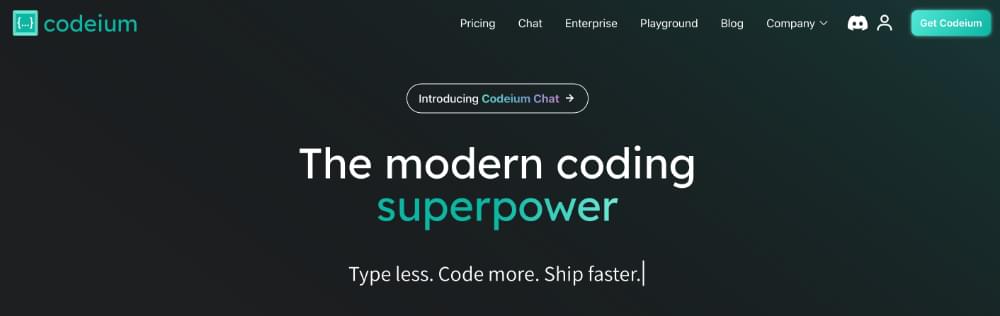 {...} codeium Pricing Chat Enterprise Playground Blog Company Get Codeium
Introducing Codeium Chat →
The modern coding
superpower
Type less. Code more. Ship faster.|